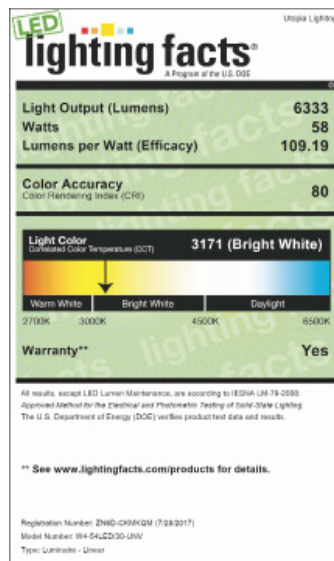 Utopia Lighting
LED
lighting facts®
A Program of the U.S. DOE
Light Output (Lumens) 6333
Watts 58
Lumens per Watt (Efficacy) 109.19
Color Accuracy 80
Color Rendering Index (CRI)
Light Color 3171 (Bright White)
Correlated Color Temperature (CCT)
Warm White Bright White Daylight
2700K 3000K 4500K 6500K
Warranty** Yes
All results, except LED Lumen Maintenance, are according to IESNA LM-79-2008:
Approved Method for the Electrical and Photometric Testing of Solid-State Lighting.
The U.S. Department of Energy (DOE) verifies product test data and results.
** See www.lightingfacts.com/products for details.
Registration Number: ZN6D-CKMKQM (7/28/2017)
Model Number: W4-54LED/30-UNV
Type: Luminaire - Linear